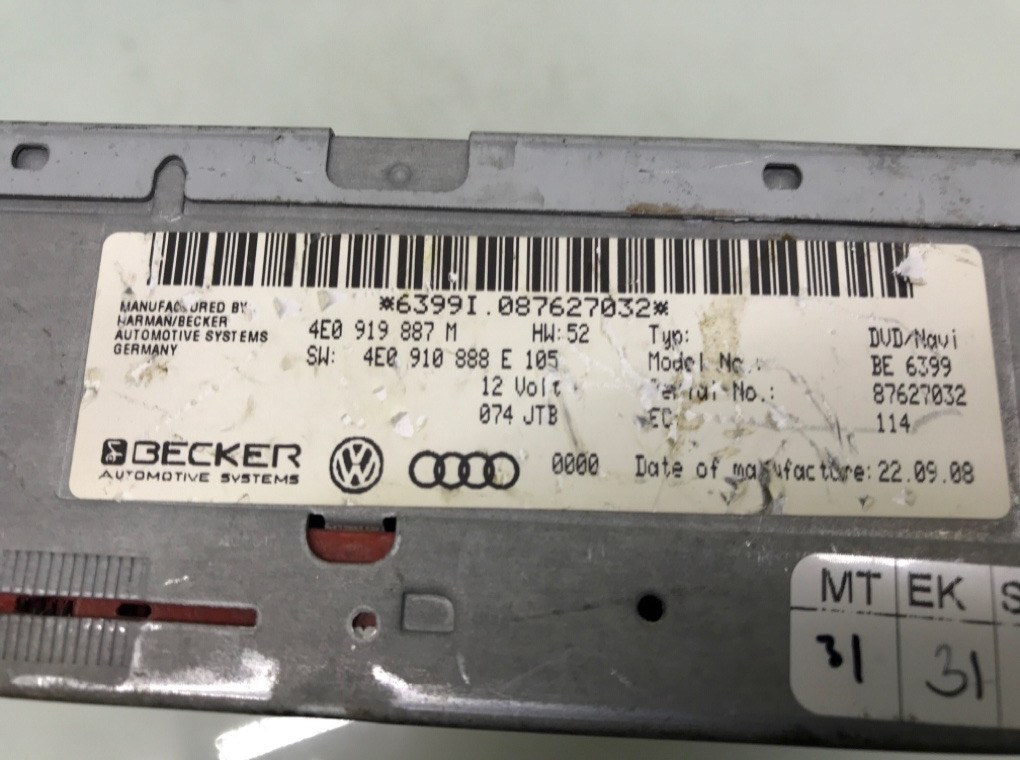 *6399I.087627032*
MANUFACTURED BY
HARMAN/BECKER
AUTOMOTIVE SYSTEMS
GERMANY
4E0 919 887 M HW:52
SW: 4E0 910 888 E 105
12 Volt
074 JTB
Typ: DVD/Navi
Model No.: BE 6399
Serial No.: 87627032
EC 114
BECKER
AUTOMOTIVE SYSTEMS
VW
0000 Date of manufacture: 22.09.08
MT EK S
31 31